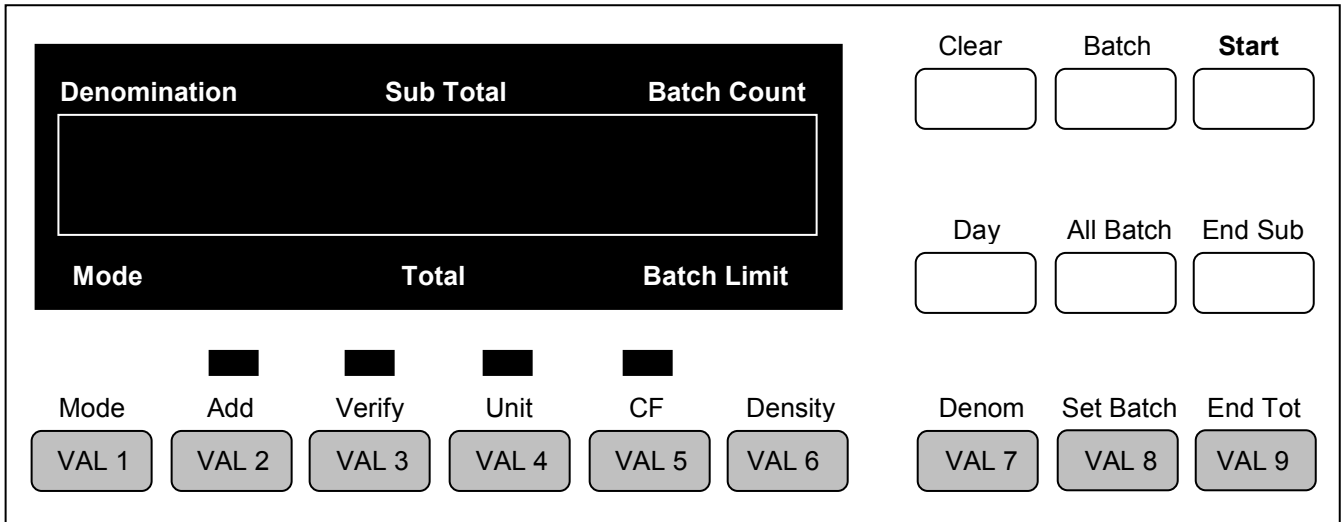 Clear Batch Start
Denomination Sub Total Batch Count
Day All Batch End Sub
Mode Total Batch Limit
Mode Add Verify Unit CF Density Denom Set Batch End Tot
VAL 1 VAL 2 VAL 3 VAL 4 VAL 5 VAL 6 VAL 7 VAL 8 VAL 9